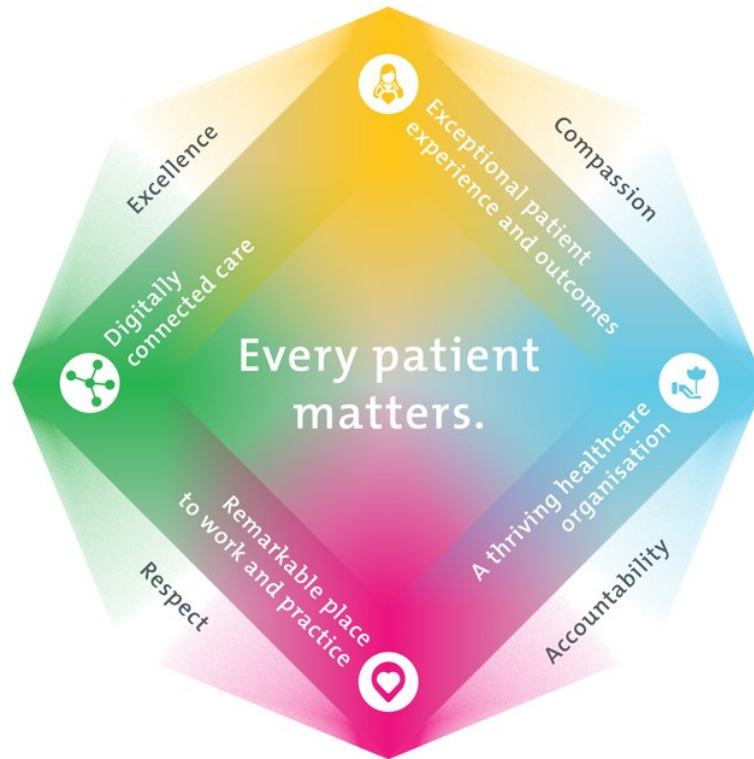 Excellence
Compassion
Exceptional patient
experience and outcomes
Digitally
connected care
Every patient
matters.
A thriving healthcare
organisation
Remarkable place
to work and practice
Respect
Accountability